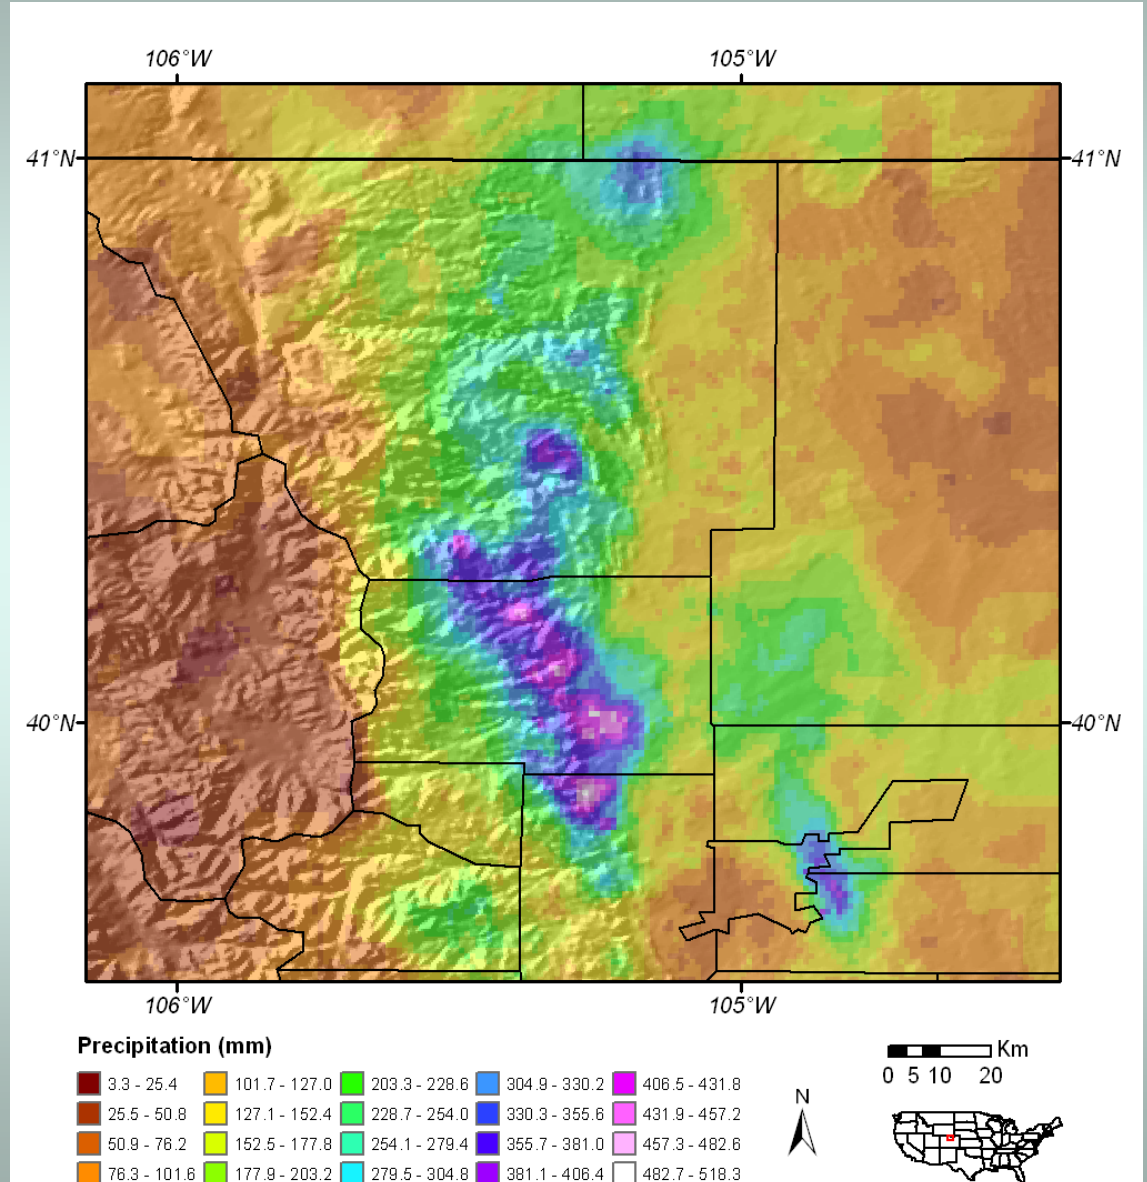 106°W 105°W
41°N 41°N
40°N 40°N
106°W 105°W
Precipitation (mm)
3.3 - 25.4 101.7 - 127.0 203.3 - 228.6 304.9 - 330.2 406.5 - 431.8
25.5 - 50.8 127.1 - 152.4 228.7 - 254.0 330.3 - 355.6 431.9 - 457.2
50.9 - 76.2 152.5 - 177.8 254.1 - 279.4 355.7 - 381.0 457.3 - 482.6
76.3 - 101.6 177.9 - 203.2 279.5 - 304.8 381.1 - 406.4 482.7 - 518.3
N
Km
0 5 10 20